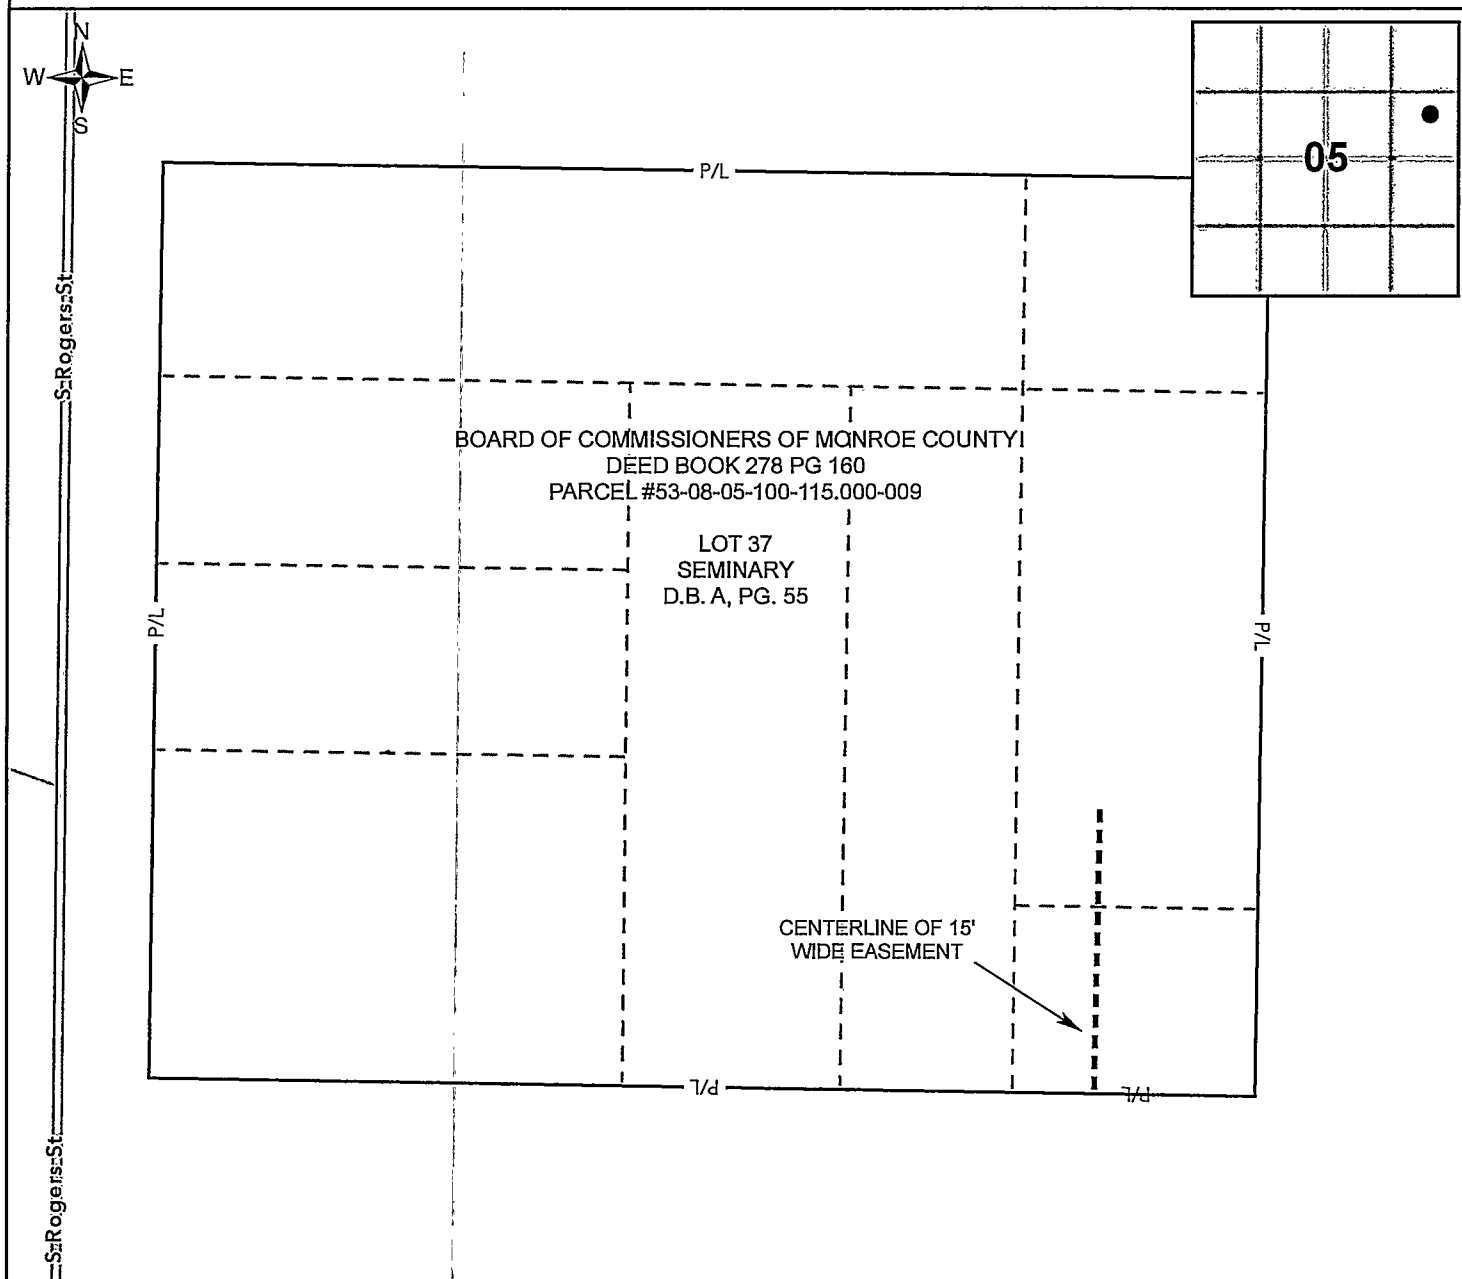 N
W E
S
05
P/L
S Rogers St
BOARD OF COMMISSIONERS OF MONROE COUNTY
DEED BOOK 278 PG 160
PARCEL #53-08-05-100-115.000-009
LOT 37
SEMINARY
D.B. A, PG. 55
P/L
P/L
CENTERLINE OF 15'
WIDE EASEMENT
P/L
P/L
S Rogers St